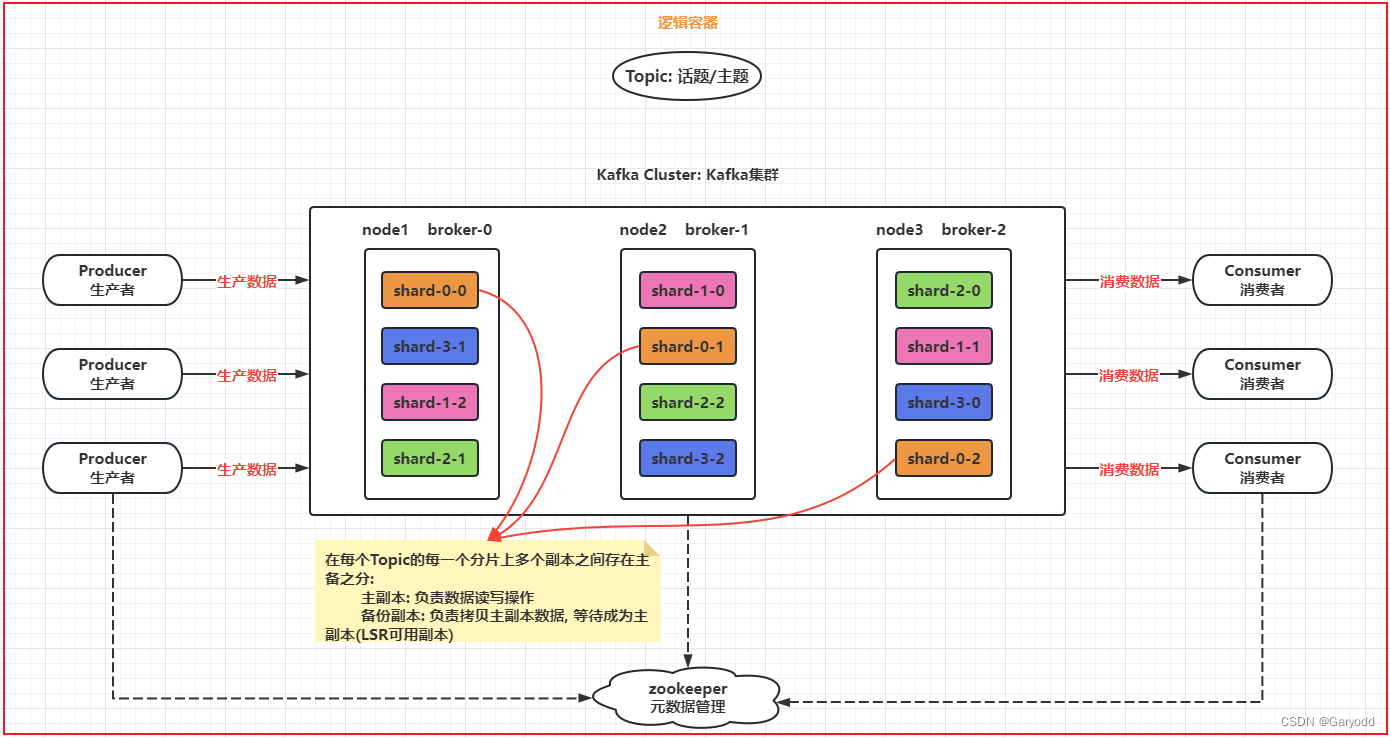 逻辑容器
Topic: 话题/主题
Kafka Cluster: Kafka集群
node1 broker-0
node2 broker-1
node3 broker-2
Producer
生产者
生产数据
shard-0-0
shard-1-0
shard-2-0
消费数据
Consumer
消费者
shard-3-1
shard-0-1
shard-1-1
Producer
生产者
生产数据
消费数据
Consumer
消费者
shard-1-2
shard-2-2
shard-3-0
Producer
生产者
生产数据
shard-2-1
shard-3-2
shard-0-2
消费数据
Consumer
消费者
在每个Topic的每一个分片上多个副本之间存在主
备之分:
主副本: 负责数据读写操作
备份副本: 负责拷贝主副本数据, 等待成为主
副本(LSR可用副本)
zookeeper
元数据管理
CSDN @Garyodd